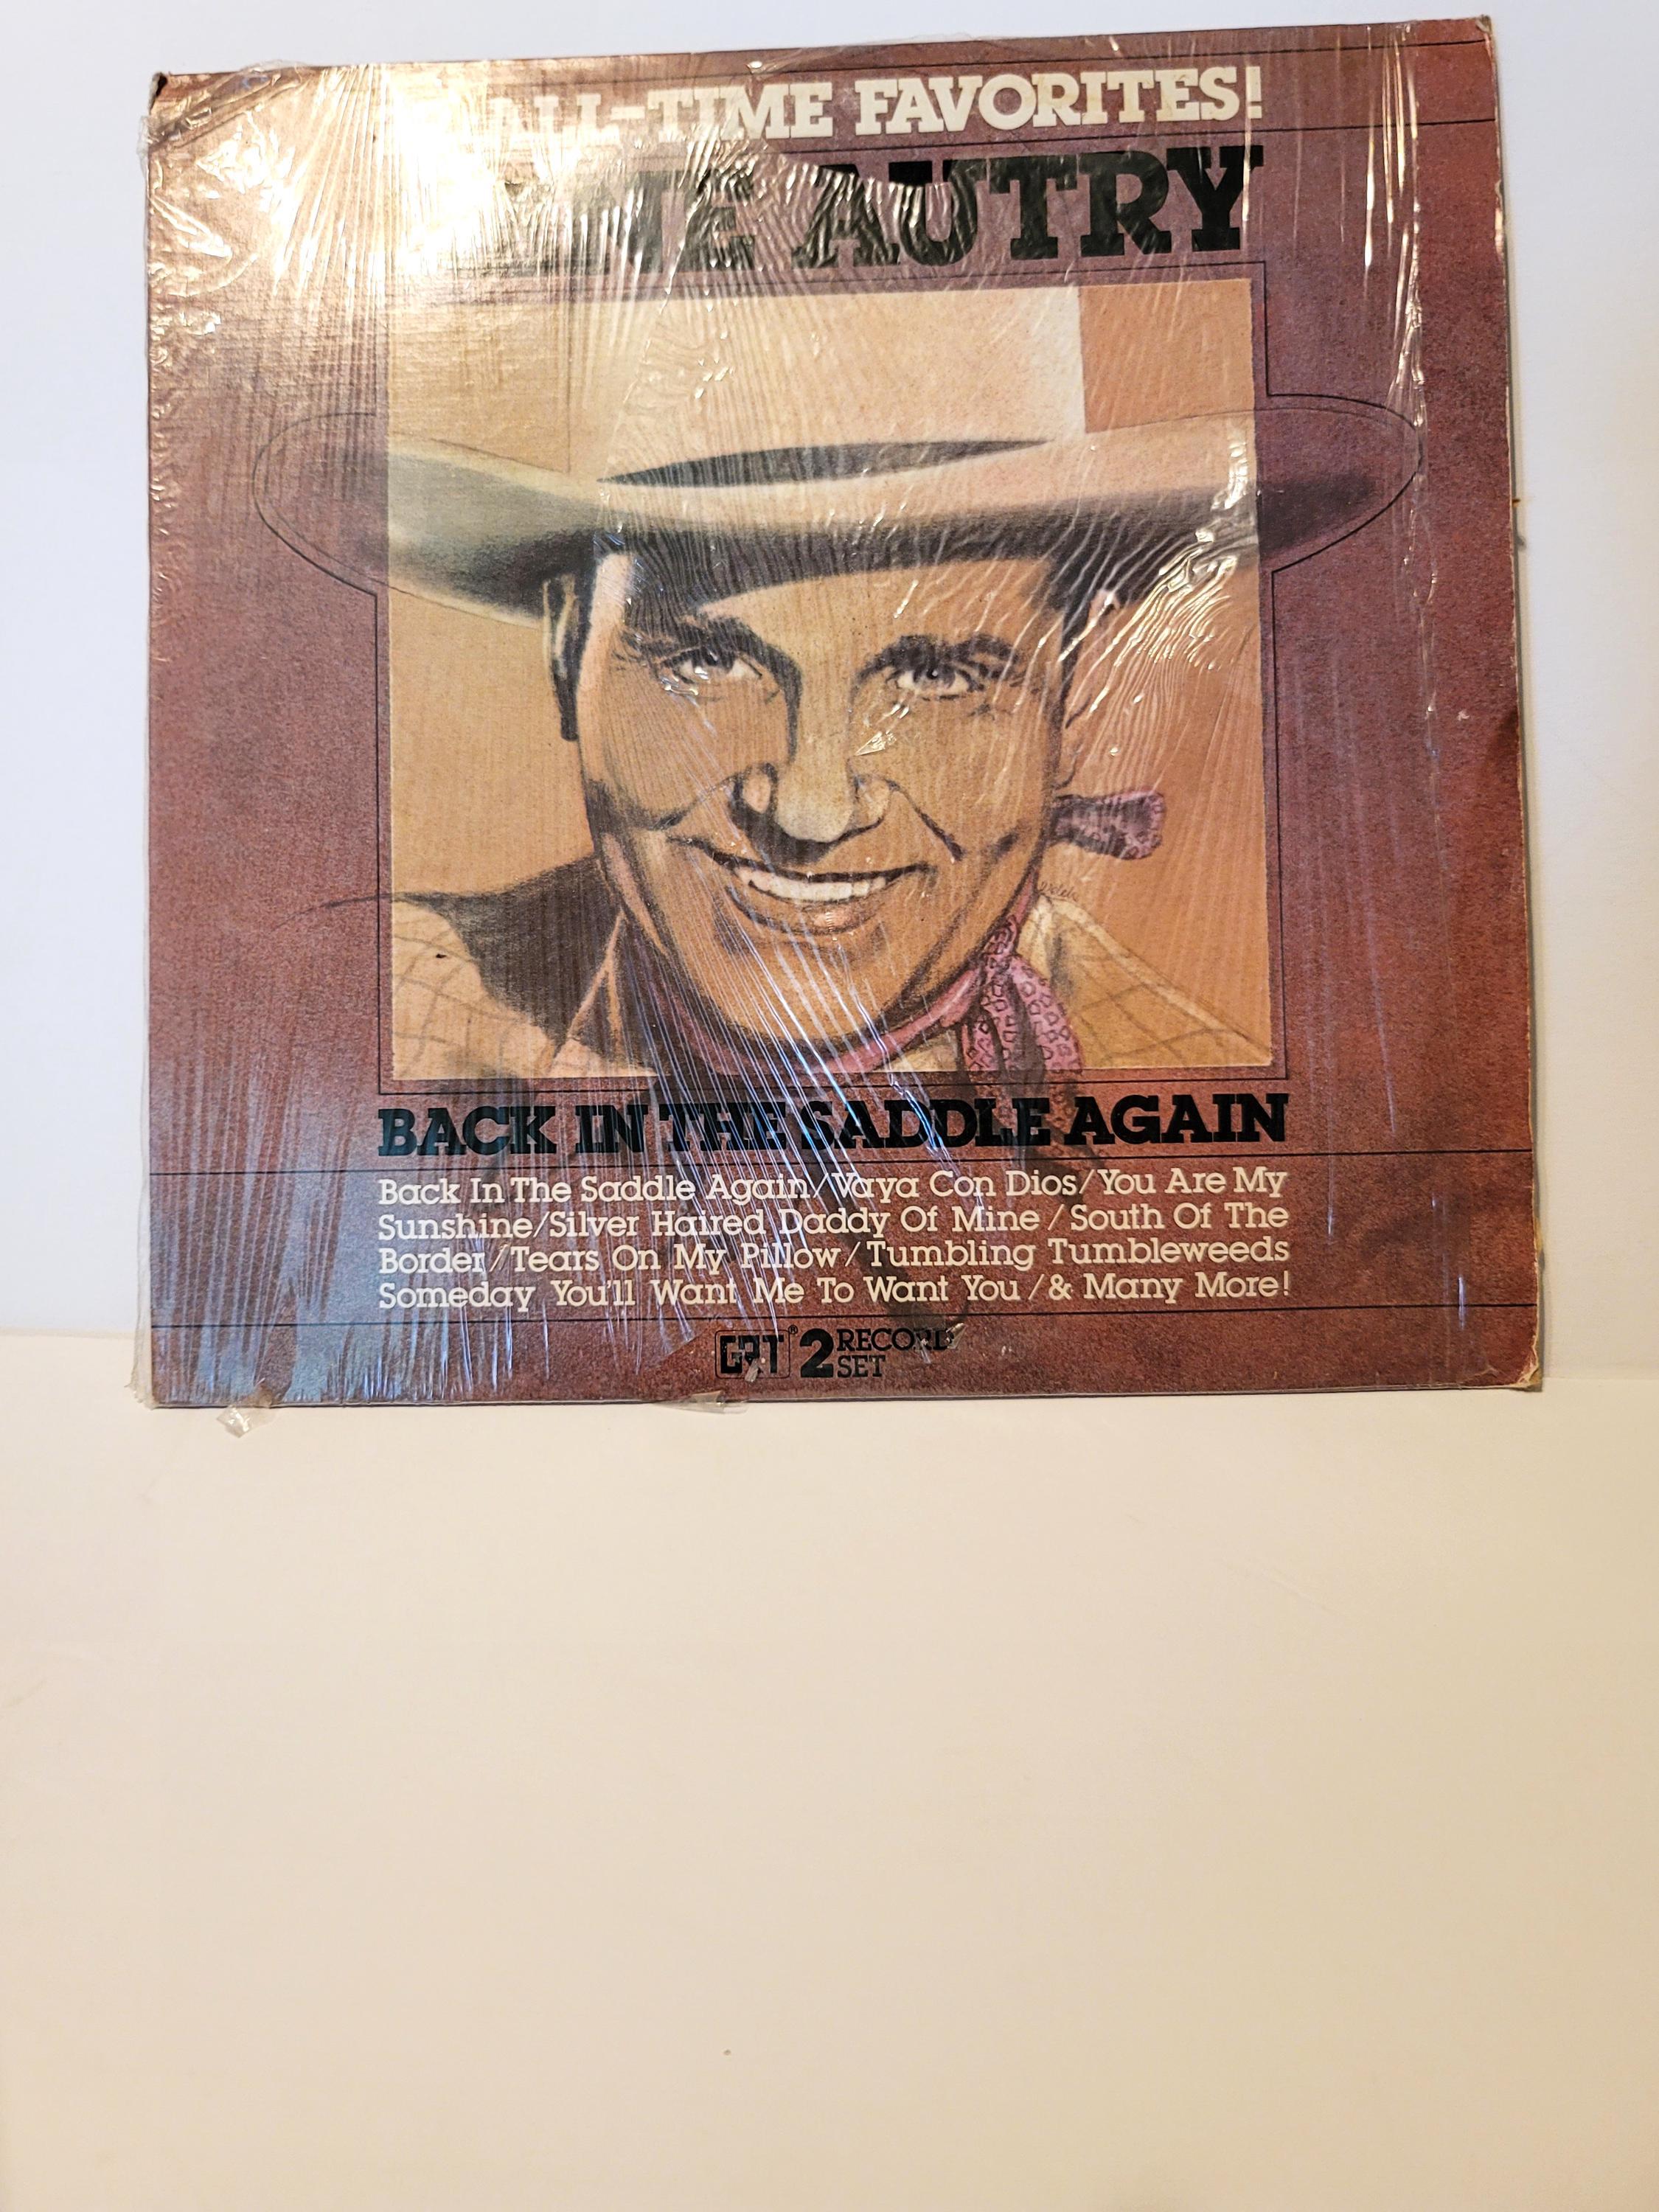 ALL-TIME FAVORITES!
AUTRY
BACK IN THE SADDLE AGAIN
Back In The Saddle Again/Vaya Con Dios/You Are My
Sunshine/Silver Haired Daddy Of Mine/South Of The
Border/Tears On My Pillow/Tumbling Tumbleweeds
Someday You'll Want Me To Want You/& Many More!
GRT® 2 RECORD
SET